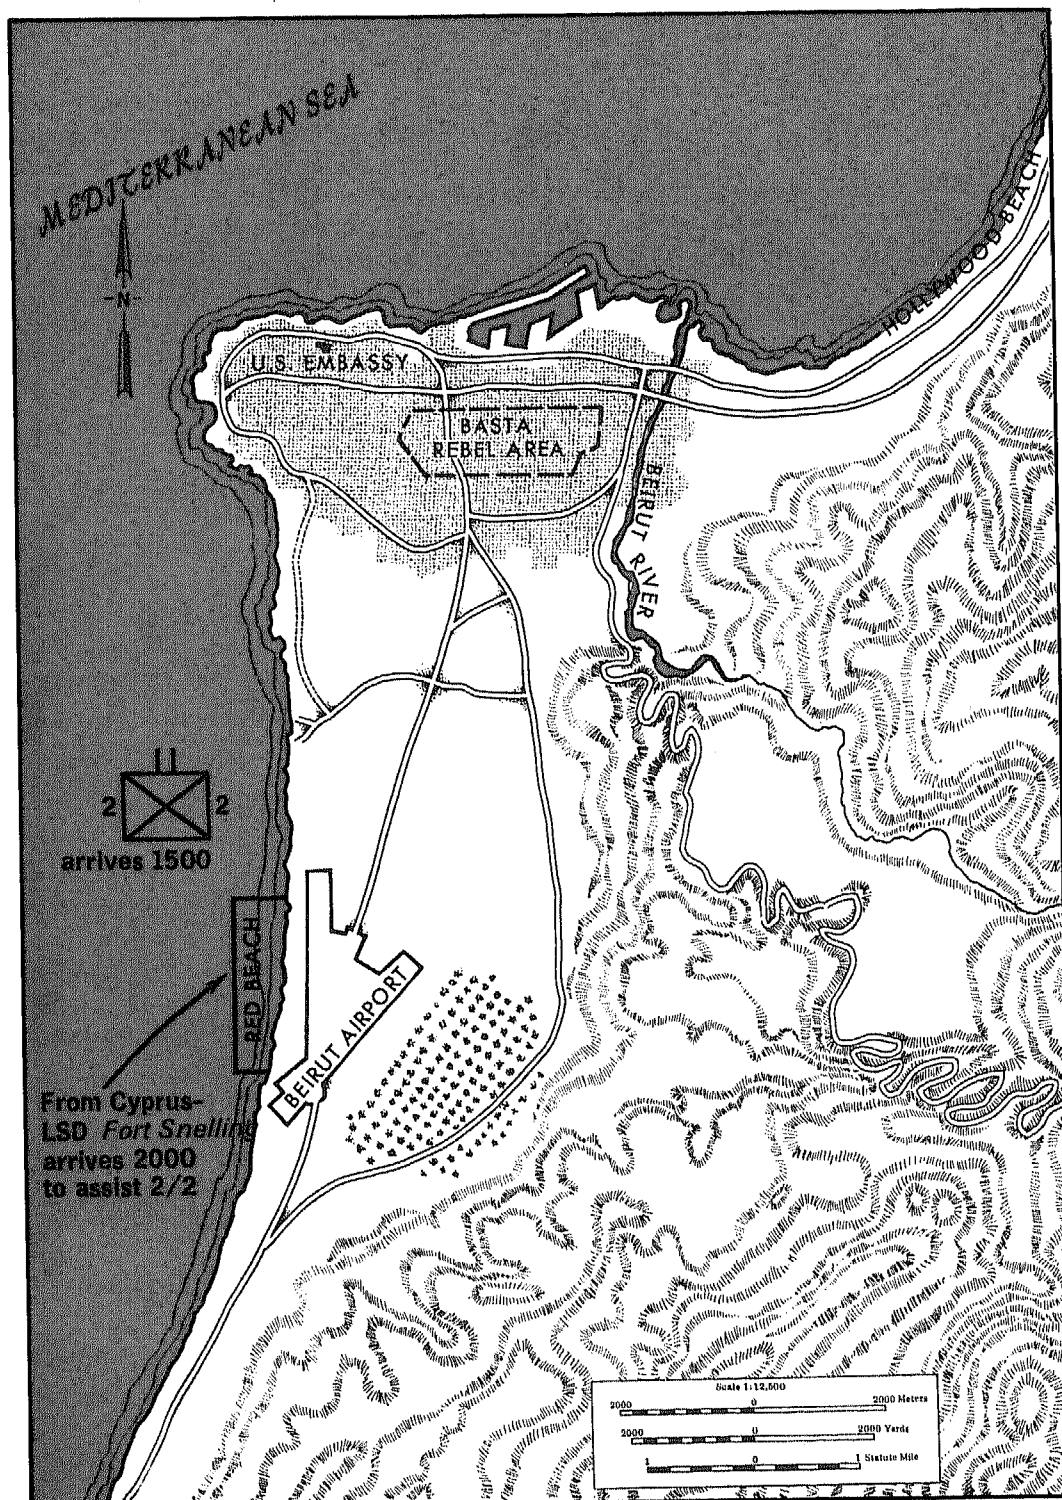 MEDITERRANEAN SEA
-N-
HOLLYWOOD BEACH
U.S. EMBASSY
BASTA
REBEL AREA
BEIRUT RIVER
2 2
arrives 1500
RED BEACH
BEIRUT AIRPORT
From Cyprus-
LSD Fort Snelling
arrives 2000
to assist 2/2
Scale 1:12,500
2000 0 2000 Meters
2000 0 2000 Yards
1 0 1 Statute Mile